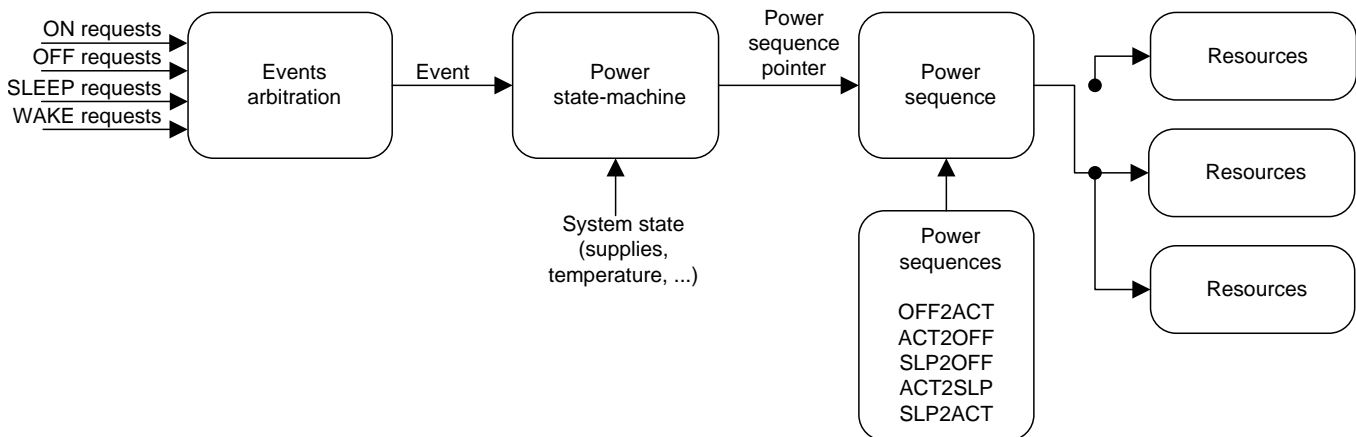 ON requests
OFF requests
SLEEP requests
WAKE requests
Events
arbitration
Event
Power
state-machine
System state
(supplies,
temperature, ...)
Power
sequence
pointer
Power
sequence
Power
sequences
OFF2ACT
ACT2OFF
SLP2OFF
ACT2SLP
SLP2ACT
Resources
Resources
Resources